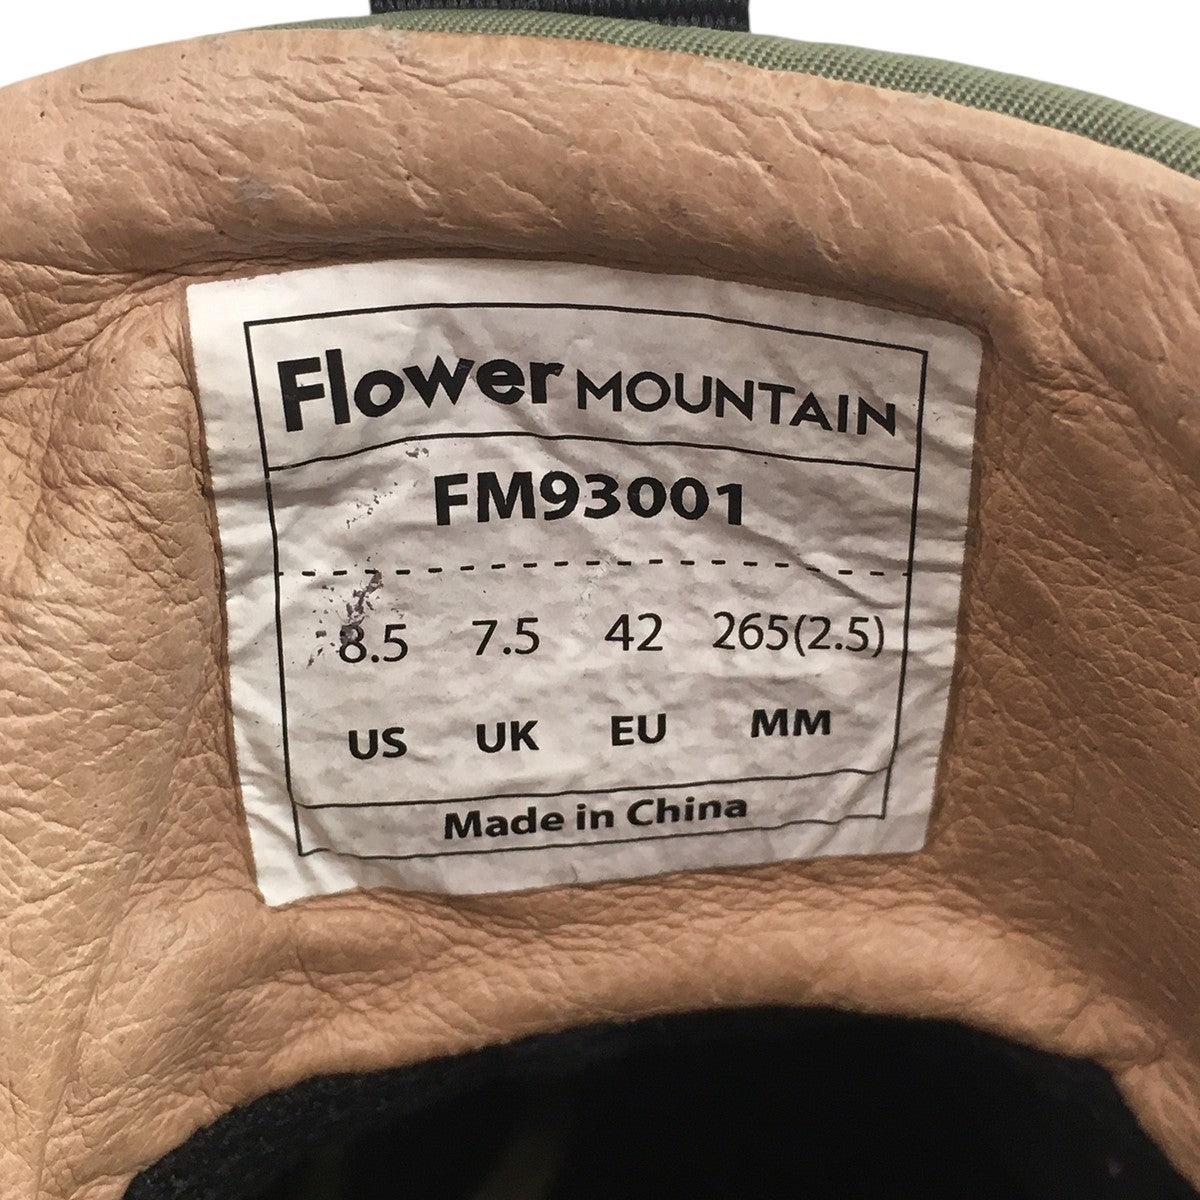 Flower MOUNTAIN
FM93001
8.5 7.5 42 265(2.5)
US UK EU MM
Made in China